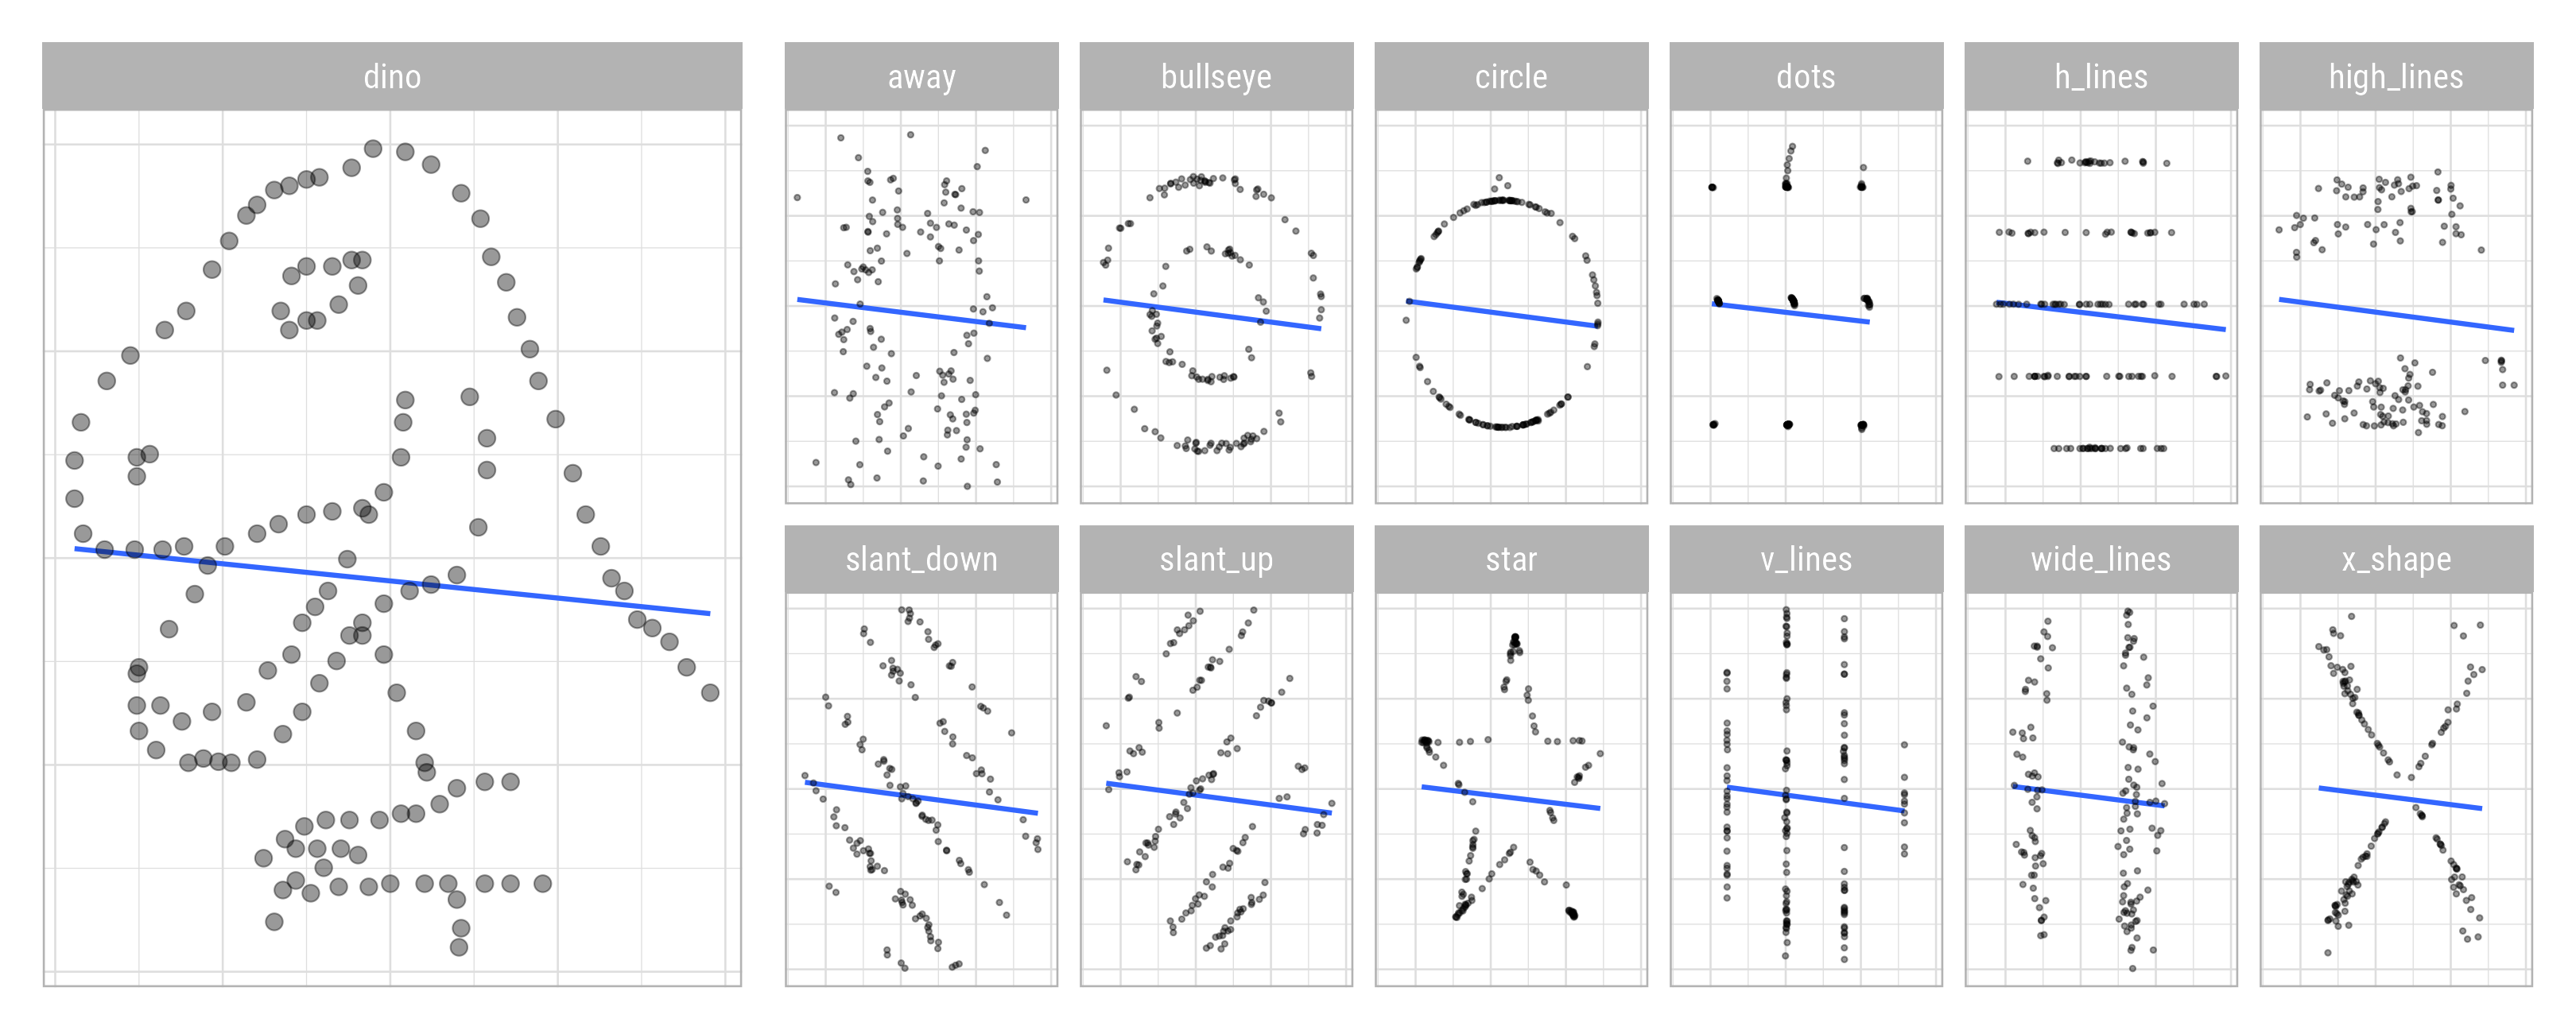 dino
away
bullseye
circle
dots
h_lines
high_lines
slant_down
slant_up
star
v_lines
wide_lines
x_shape